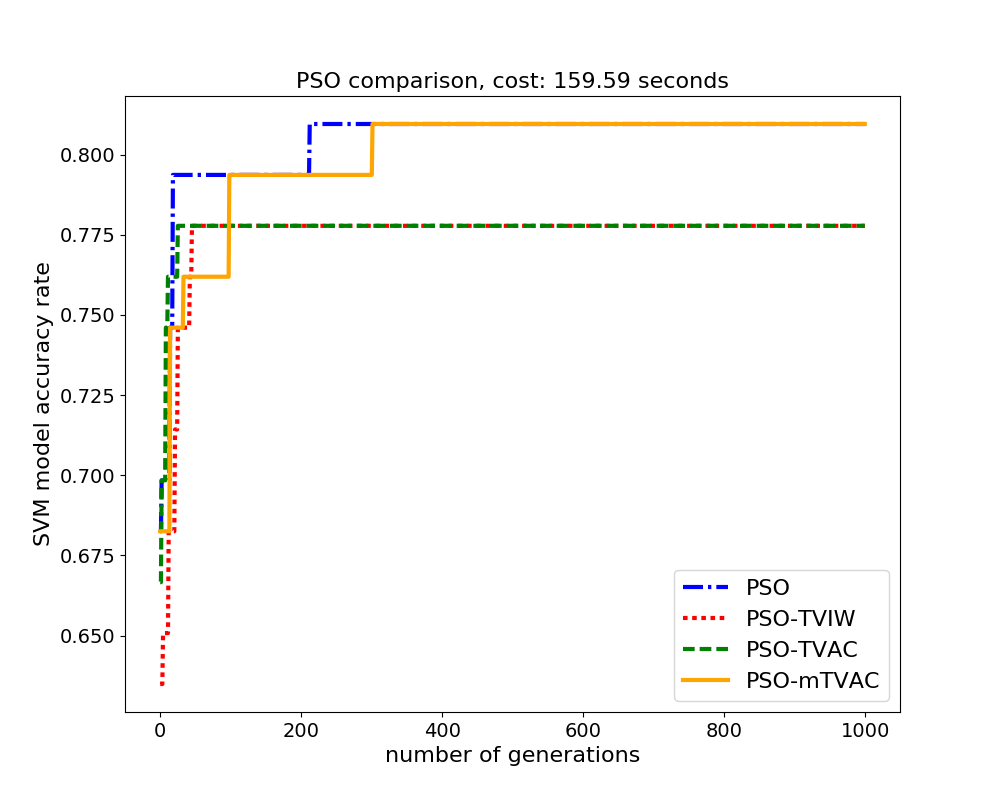 PSO comparison, cost: 159.59 seconds
SVM model accuracy rate
0.800
0.775
0.750
0.725
0.700
0.675
0.650
0 200 400 600 800 1000
number of generations
PSO
PSO-TVIW
PSO-TVAC
PSO-mTVAC